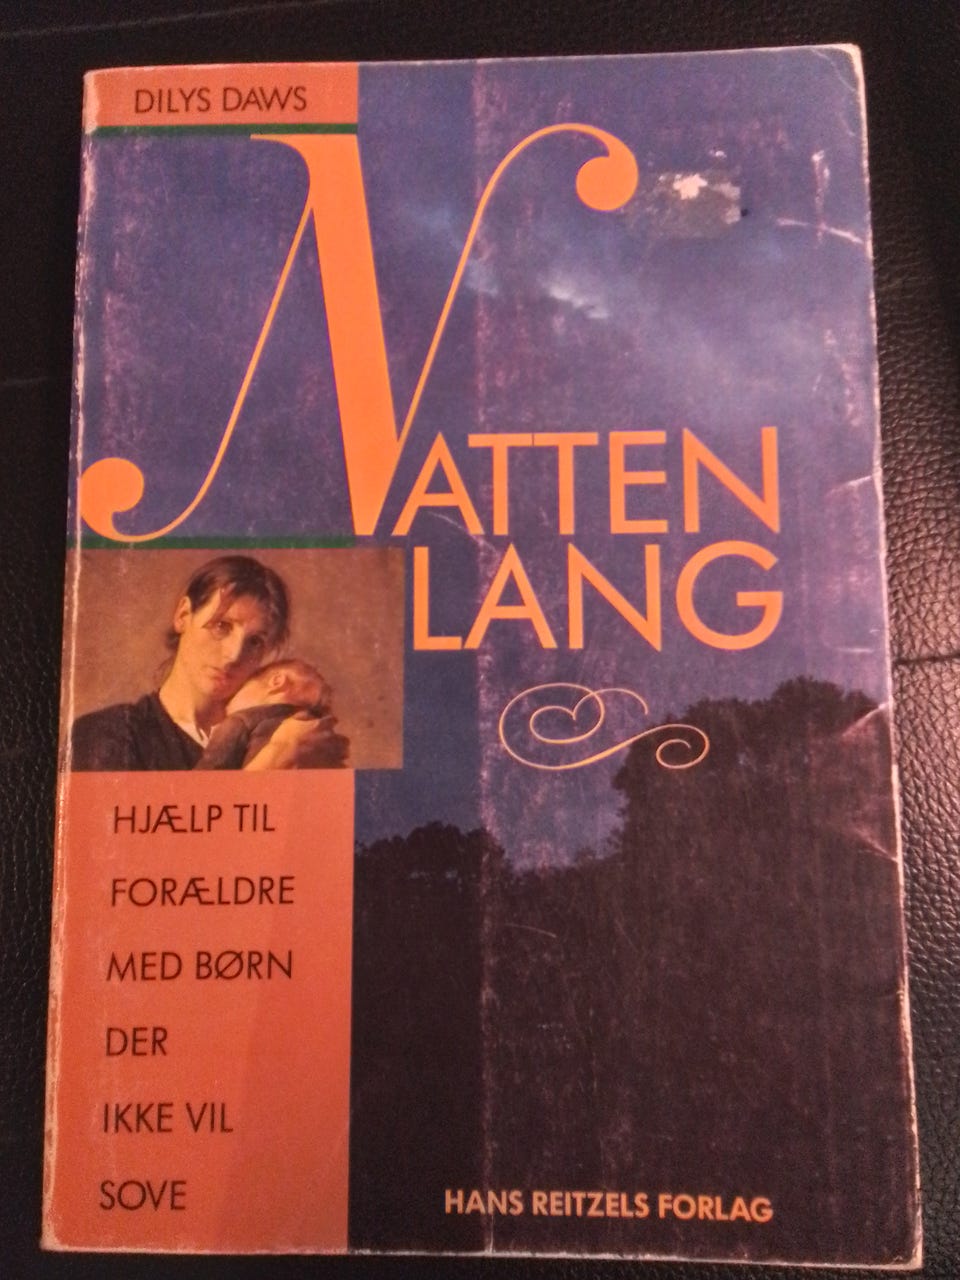 DILYS DAWS
NATTEN
LANG
HJÆLP TIL
FORÆLDRE
MED BØRN
DER
IKKE VIL
SOVE
HANS REITZELS FORLAG